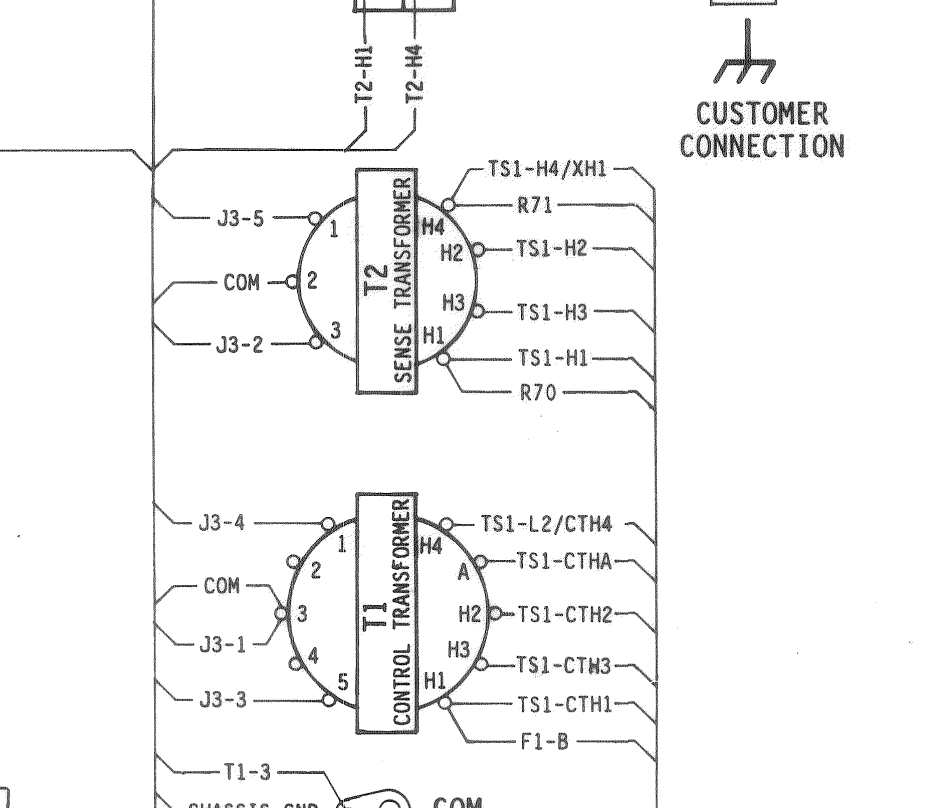 T2-H1
T2-H4
CUSTOMER
CONNECTION
TS1-H4/XH1
R71
J3-5
1
H4
H2
TS1-H2
COM
2
T2
SENSE TRANSFORMER
H3
TS1-H3
J3-2
3
H1
TS1-H1
R70
J3-4
1
H4
TS1-L2/CTH4
2
A
TS1-CTHA
COM
3
T1
CONTROL TRANSFORMER
H2
TS1-CTH2
J3-1
4
H3
TS1-CTH3
J3-3
5
H1
TS1-CTH1
F1-B
T1-3
CHASSIS GND
COM